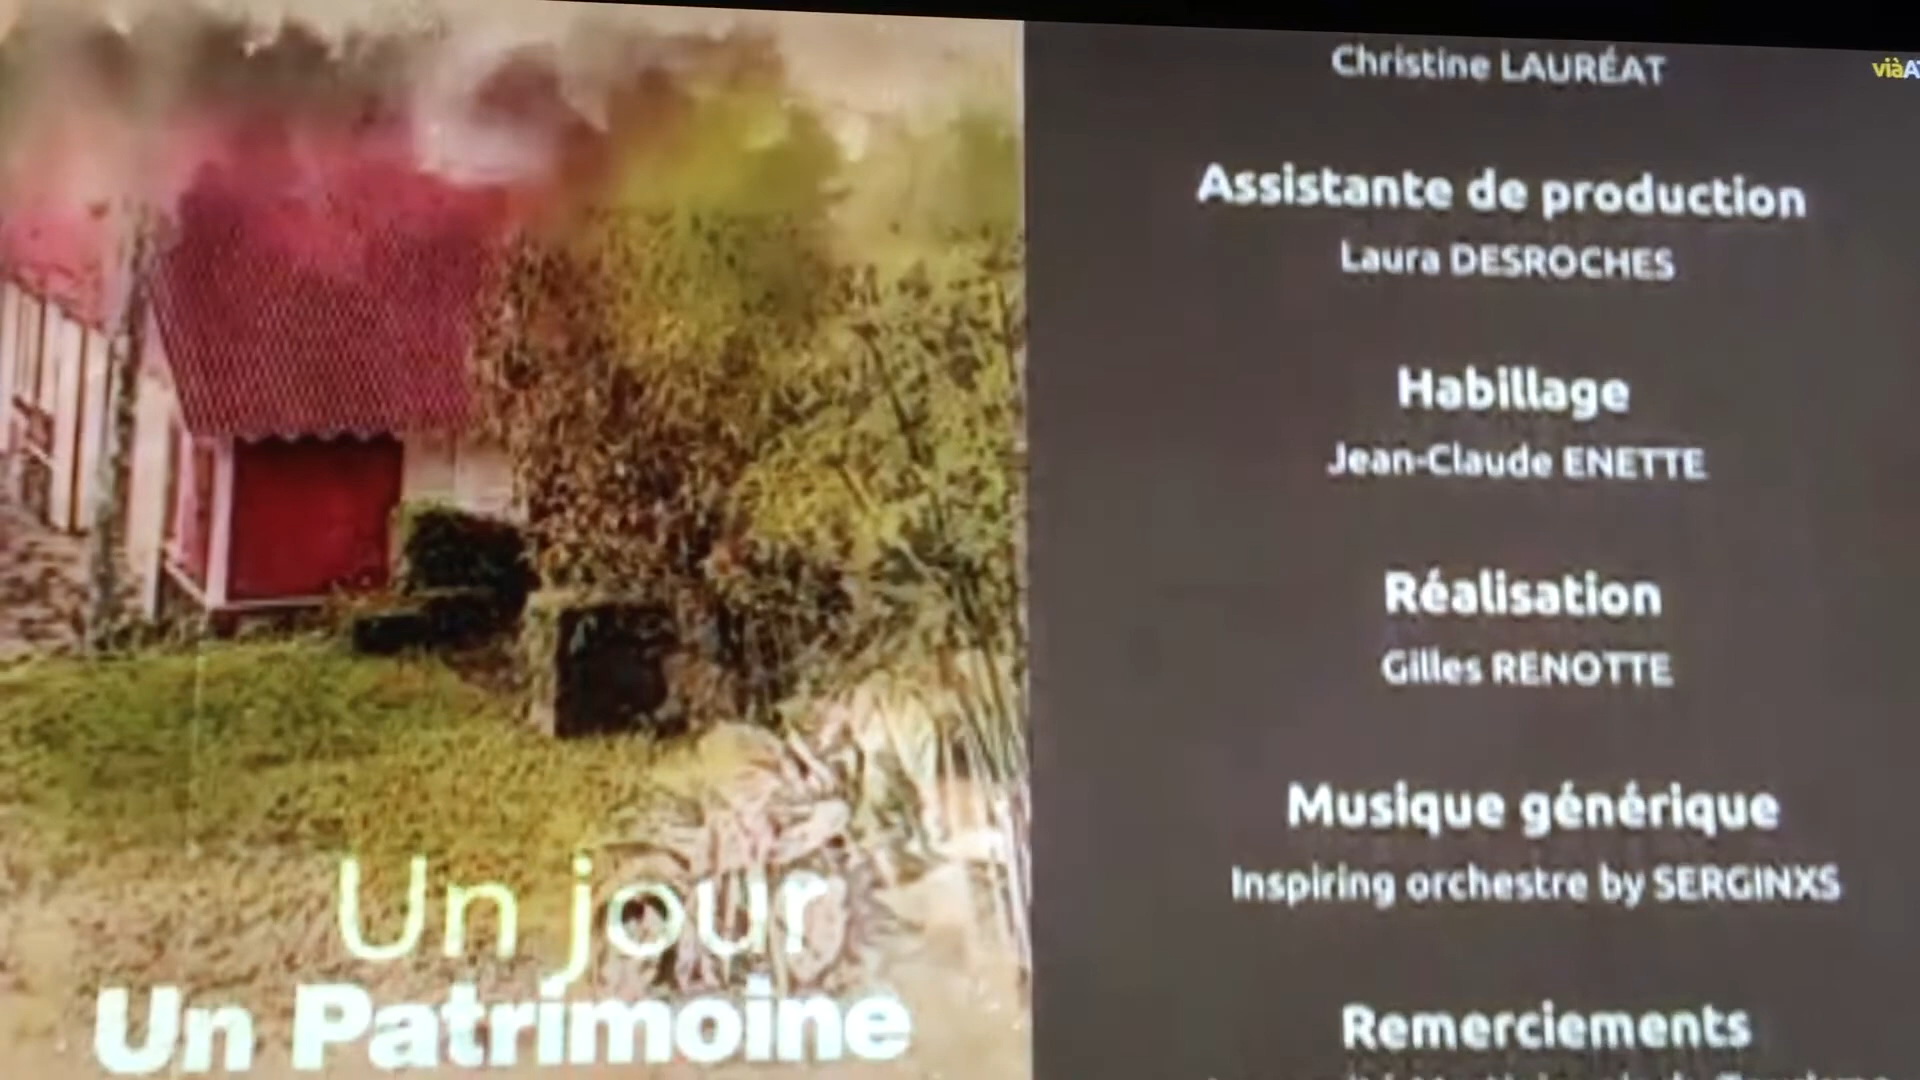 Un jour
Un Patrimoine
Christine LAURÉAT
Assistante de production
Laura DESROCHES
Habillage
Jean-Claude ENETTE
Réalisation
Gilles RENOTTE
Musique générique
Inspiring orchestre by SERGINXS
Remerciements
viàA